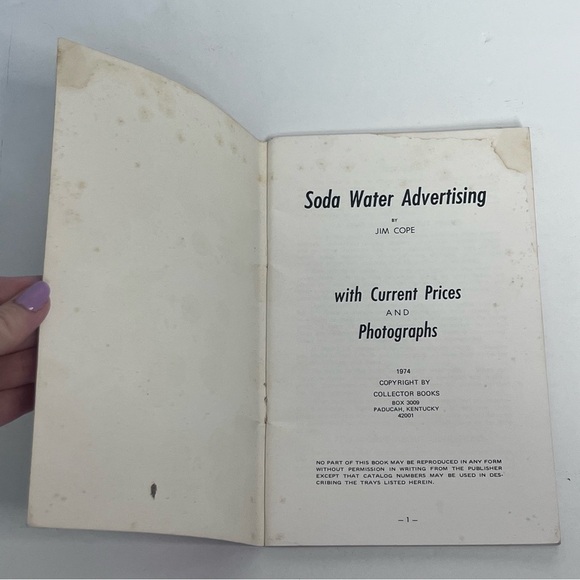 Soda Water Advertising
BY
JIM COPE
with Current Prices
AND
Photographs
1974
COPYRIGHT BY
COLLECTOR BOOKS
BOX 3009
PADUCAH, KENTUCKY
42001
NO PART OF THIS BOOK MAY BE REPRODUCED IN ANY FORM
WITHOUT PERMISSION IN WRITING FROM THE PUBLISHER
EXCEPT THAT CATALOG NUMBERS MAY BE USED IN DES-
CRIBING THE TRAYS LISTED HEREIN.
– 1 –